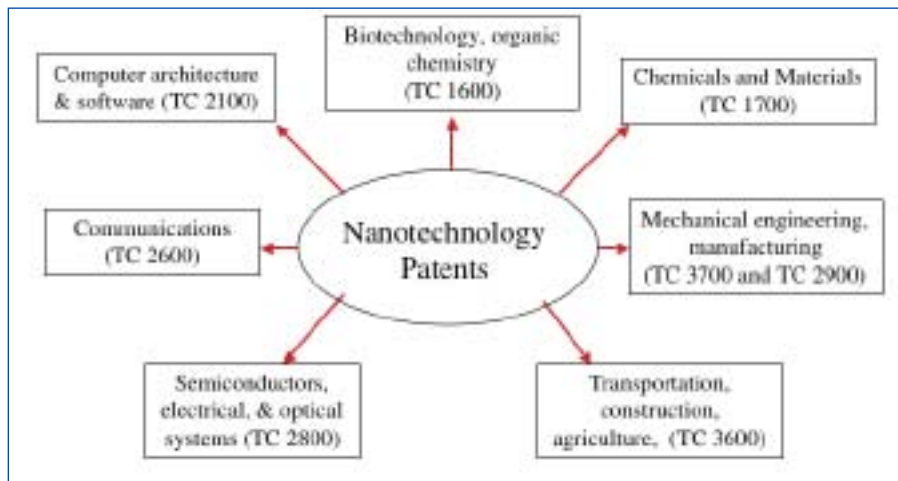 Biotechnology, organic
chemistry
(TC 1600)
Computer architecture
& software (TC 2100)
Chemicals and Materials
(TC 1700)
Communications
(TC 2600)
Nanotechnology
Patents
Mechanical engineering,
manufacturing
(TC 3700 and TC 2900)
Semiconductors,
electrical, & optical
systems (TC 2800)
Transportation,
construction,
agriculture, (TC 3600)